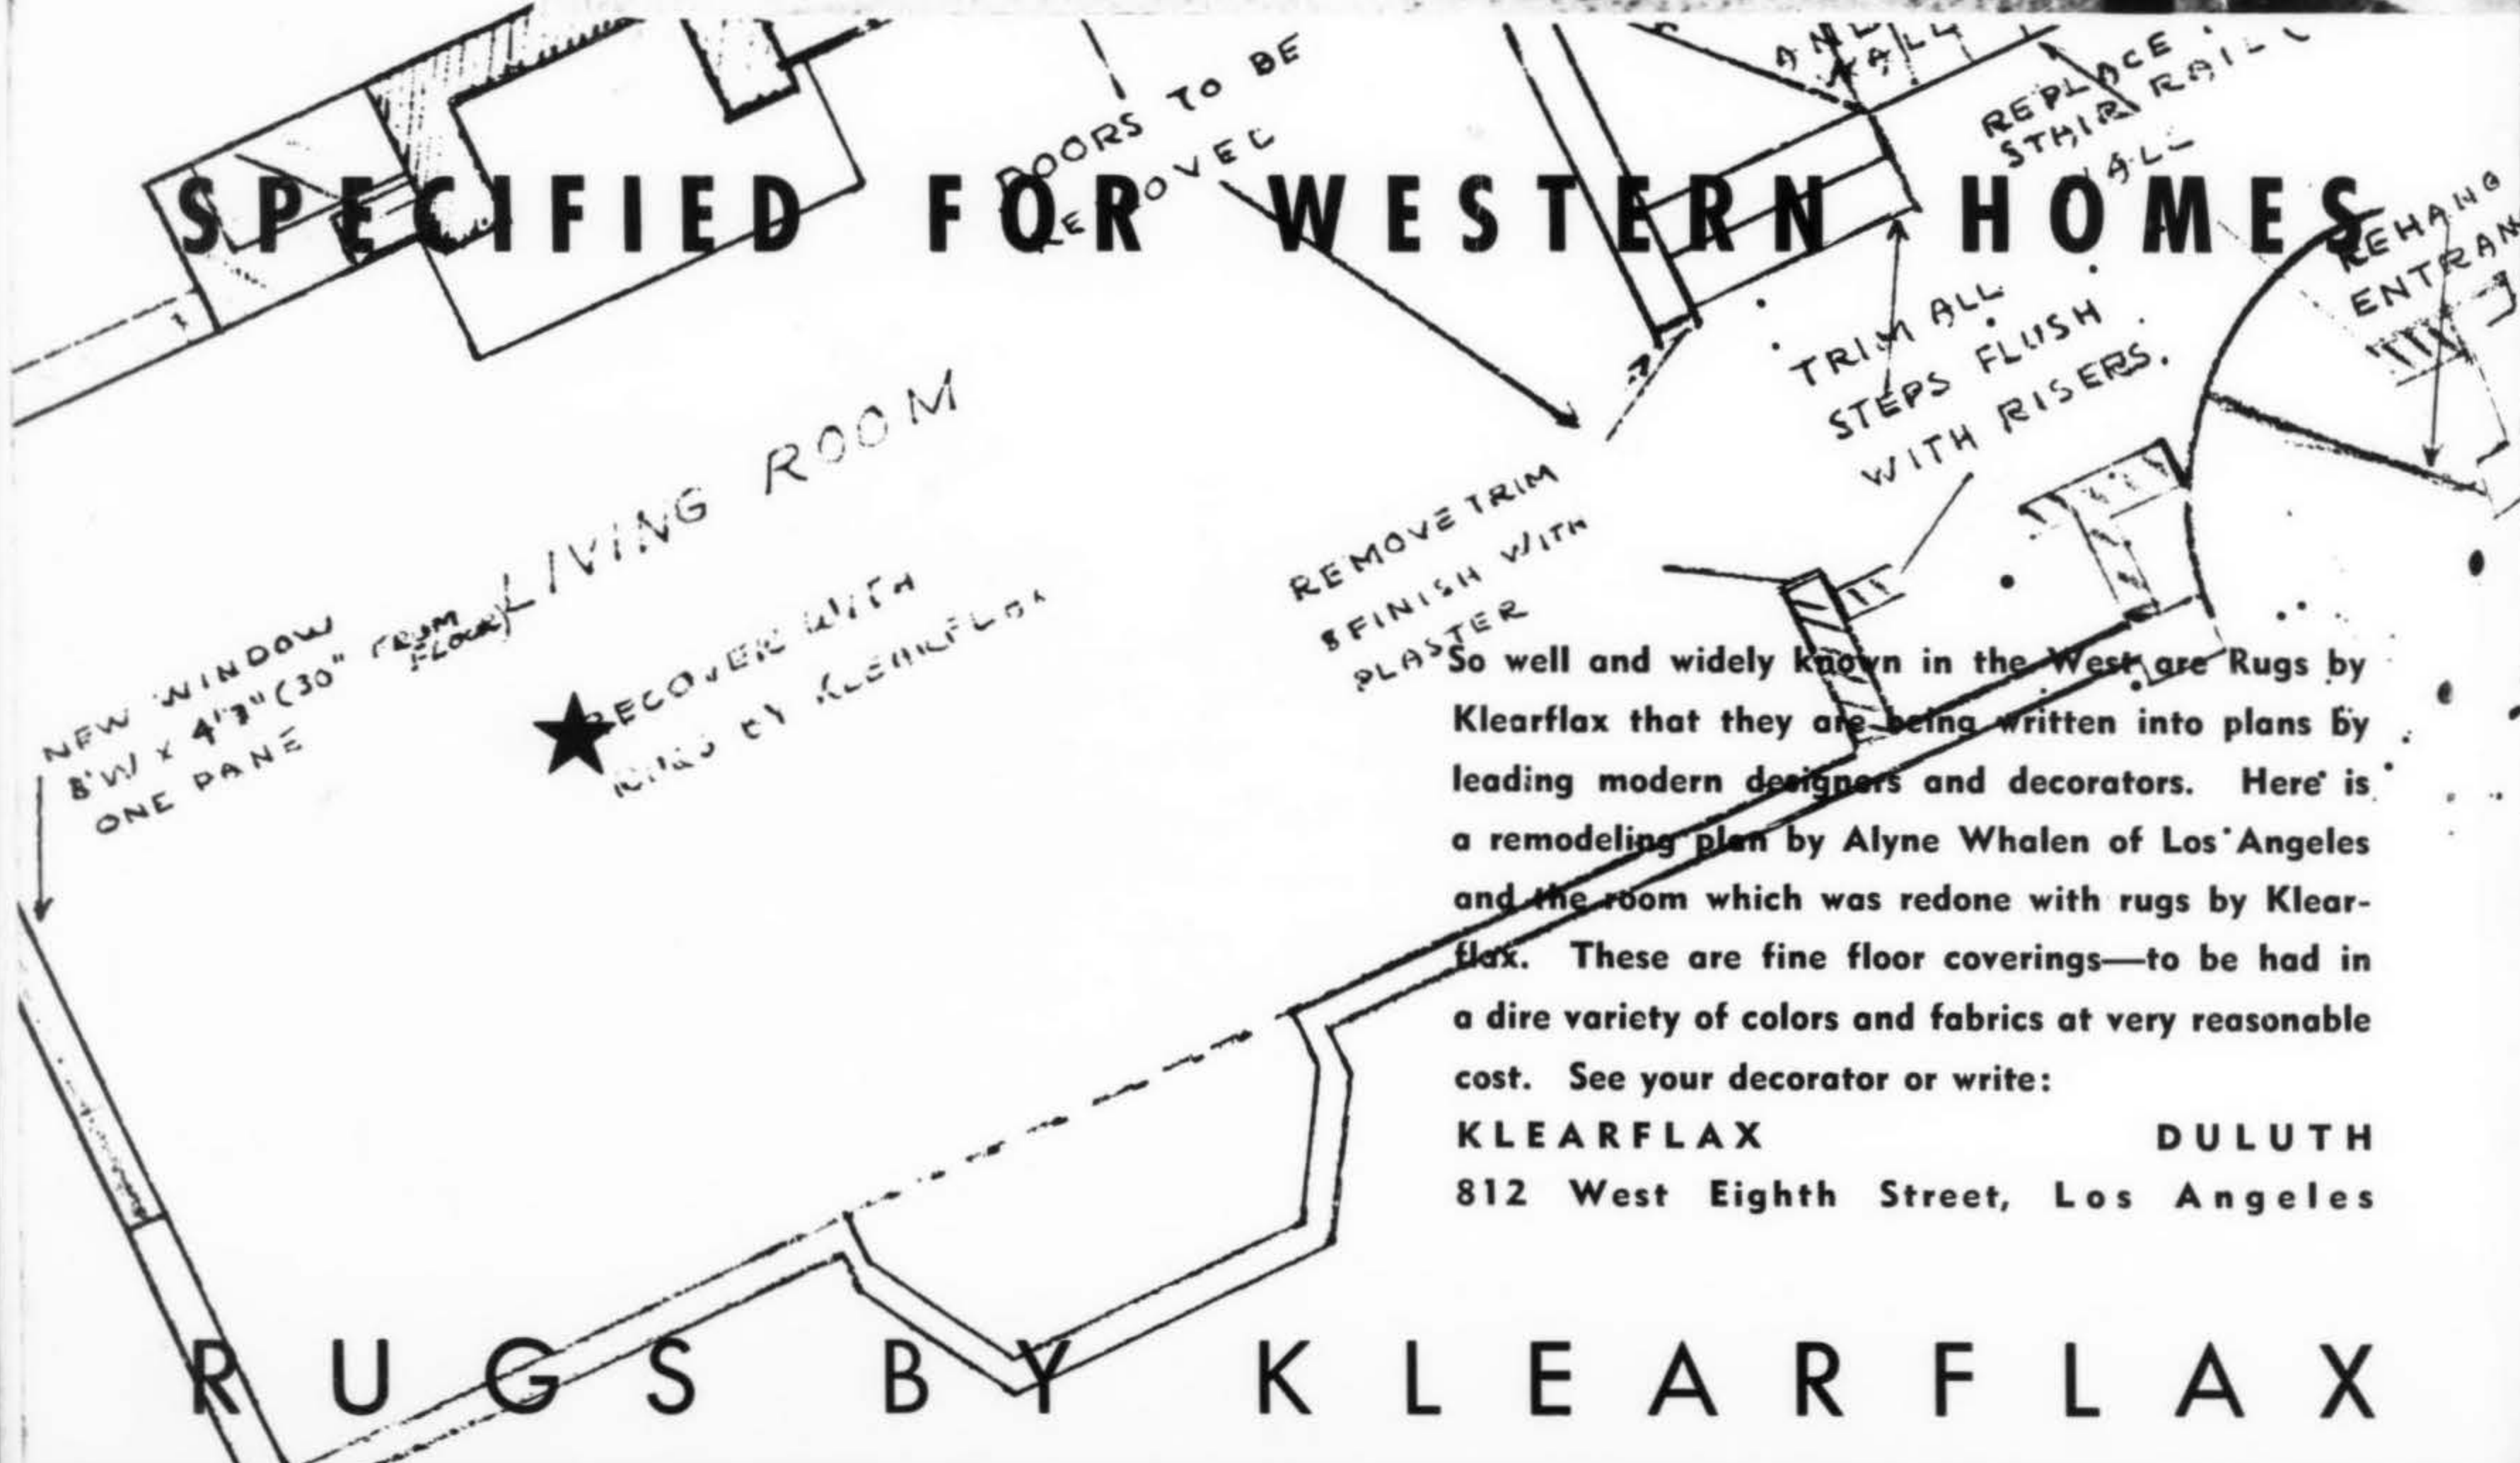 DOORS TO BE
REPLACE
STAIR RAIL
SPECIFIED FOR WESTERN HOMES
REHANG
TRIM ALL
STEPS FLUSH
WITH RISERS.
LIVING ROOM
REMOVE TRIM
& FINISH WITH
PLASTER
NEW WINDOW
8'W x 4'3" (30" FROM FLOOR)
ONE PANE
RECOVER WITH
RUGS BY KLEARFLAX
So well and widely known in the West are Rugs by
Klearflax that they are being written into plans by
leading modern designers and decorators. Here is
a remodeling plan by Alyne Whalen of Los Angeles
and the room which was redone with rugs by Klear-
flax. These are fine floor coverings—to be had in
a dire variety of colors and fabrics at very reasonable
cost. See your decorator or write:
KLEARFLAX DULUTH
812 West Eighth Street, Los Angeles
RUGS BY KLEARFLAX